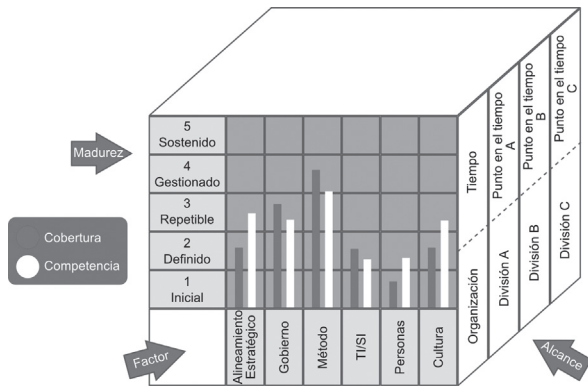 Madurez
5
Sostenido
4
Gestionado
3
Repetible
2
Definido
1
Inicial
Cobertura
Competencia
Factor
Alineamiento
Estratégico
Gobierno
Método
TI/SI
Personas
Cultura
Tiempo
Organización
Punto en el tiempo
A
División A
Punto en el tiempo
B
División B
Punto en el tiempo
C
División C
Alcance